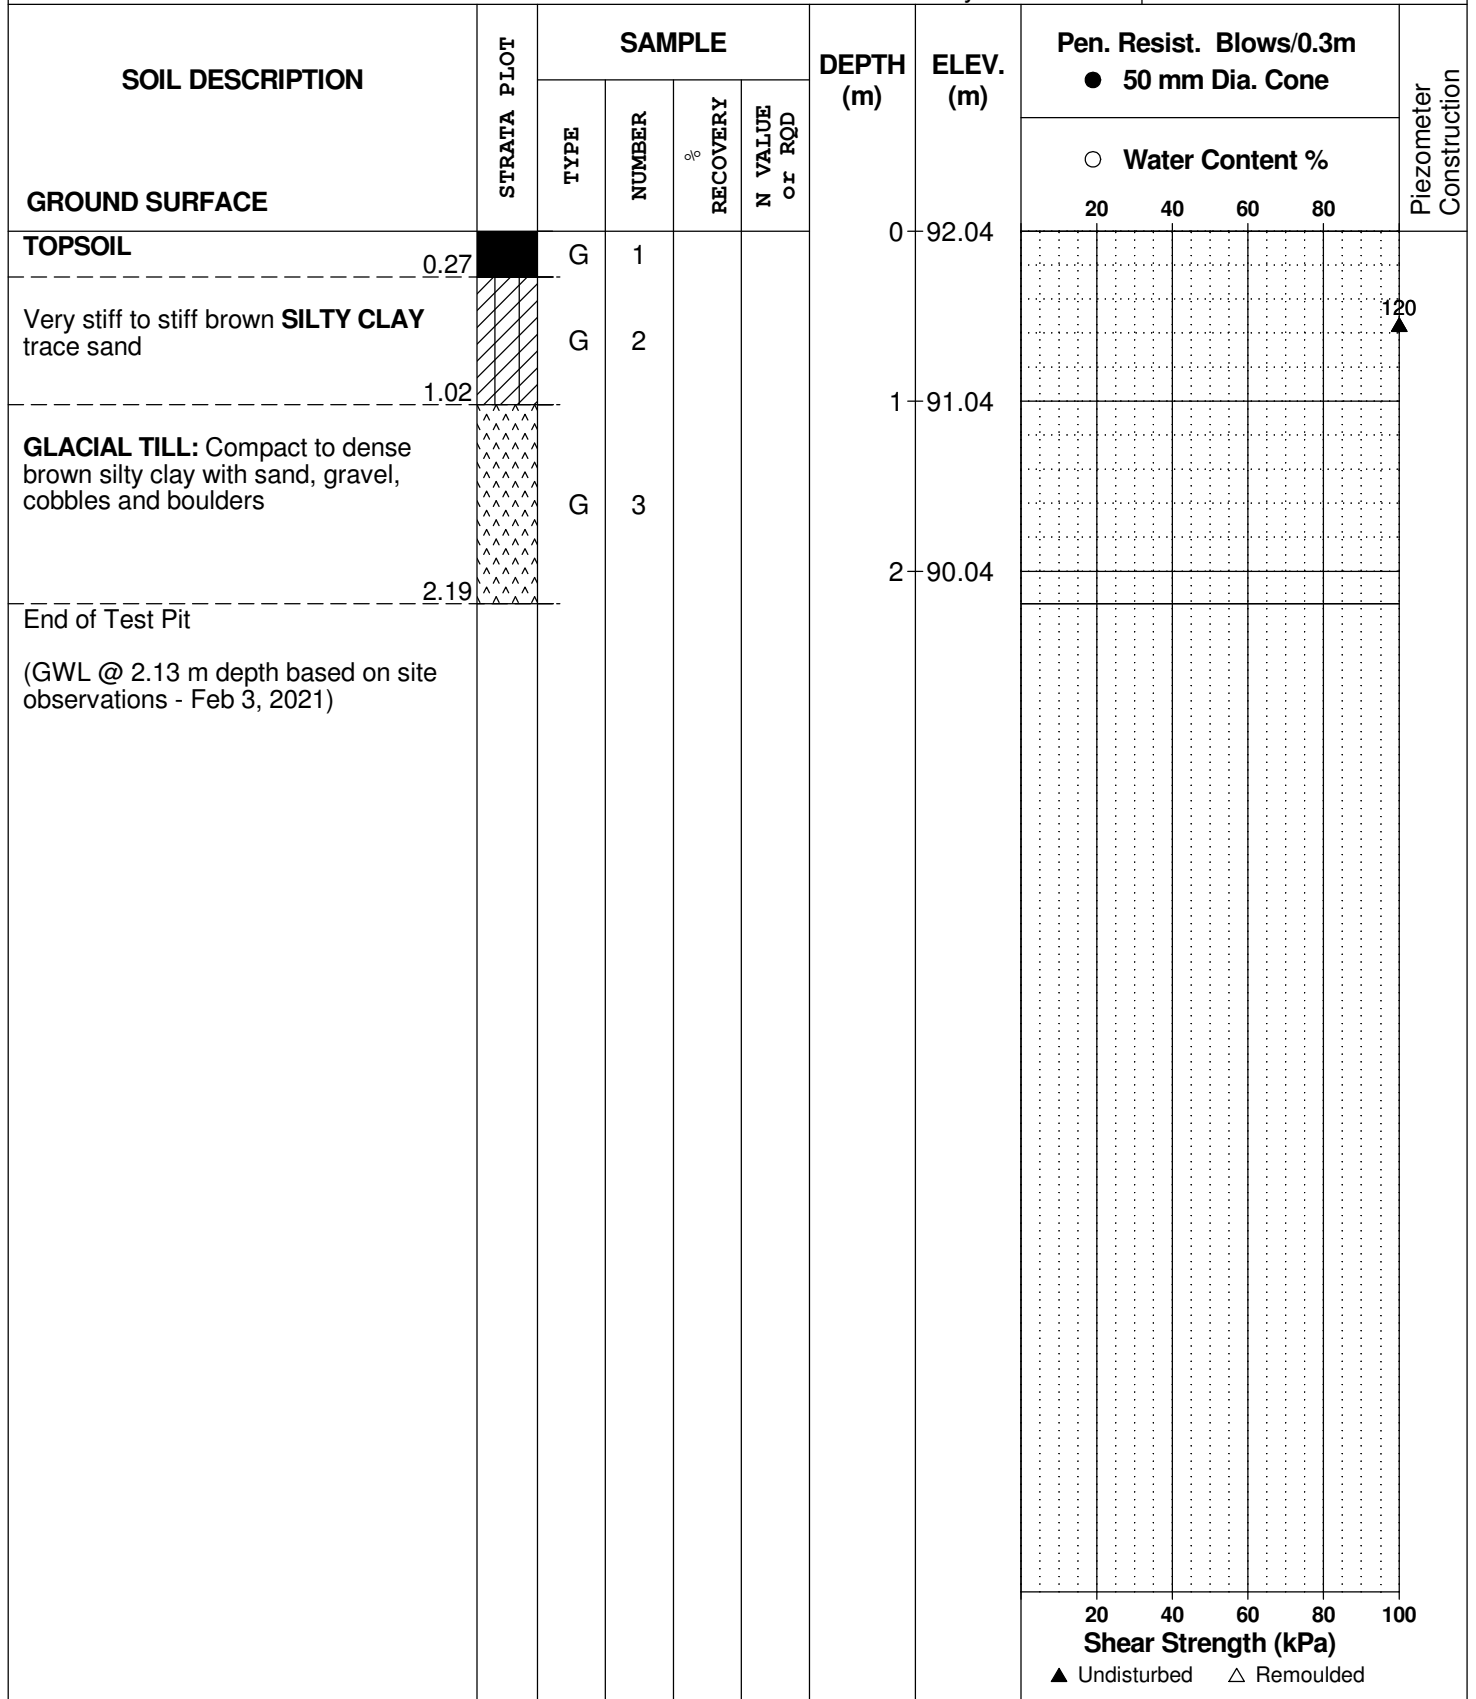 SOIL DESCRIPTION
GROUND SURFACE
STRATA PLOT
SAMPLE
TYPE
NUMBER
%
RECOVERY
N VALUE
or RQD
DEPTH
(m)
ELEV.
(m)
Pen. Resist. Blows/0.3m
● 50 mm Dia. Cone
○ Water Content %
20 40 60 80
Piezometer
Construction
TOPSOIL
0.27
G 1
0 92.04
Very stiff to stiff brown SILTY CLAY
trace sand
1.02
G 2
120
1 91.04
GLACIAL TILL: Compact to dense
brown silty clay with sand, gravel,
cobbles and boulders
2.19
G 3
2 90.04
End of Test Pit
(GWL @ 2.13 m depth based on site
observations - Feb 3, 2021)
20 40 60 80 100
Shear Strength (kPa)
▲ Undisturbed △ Remoulded